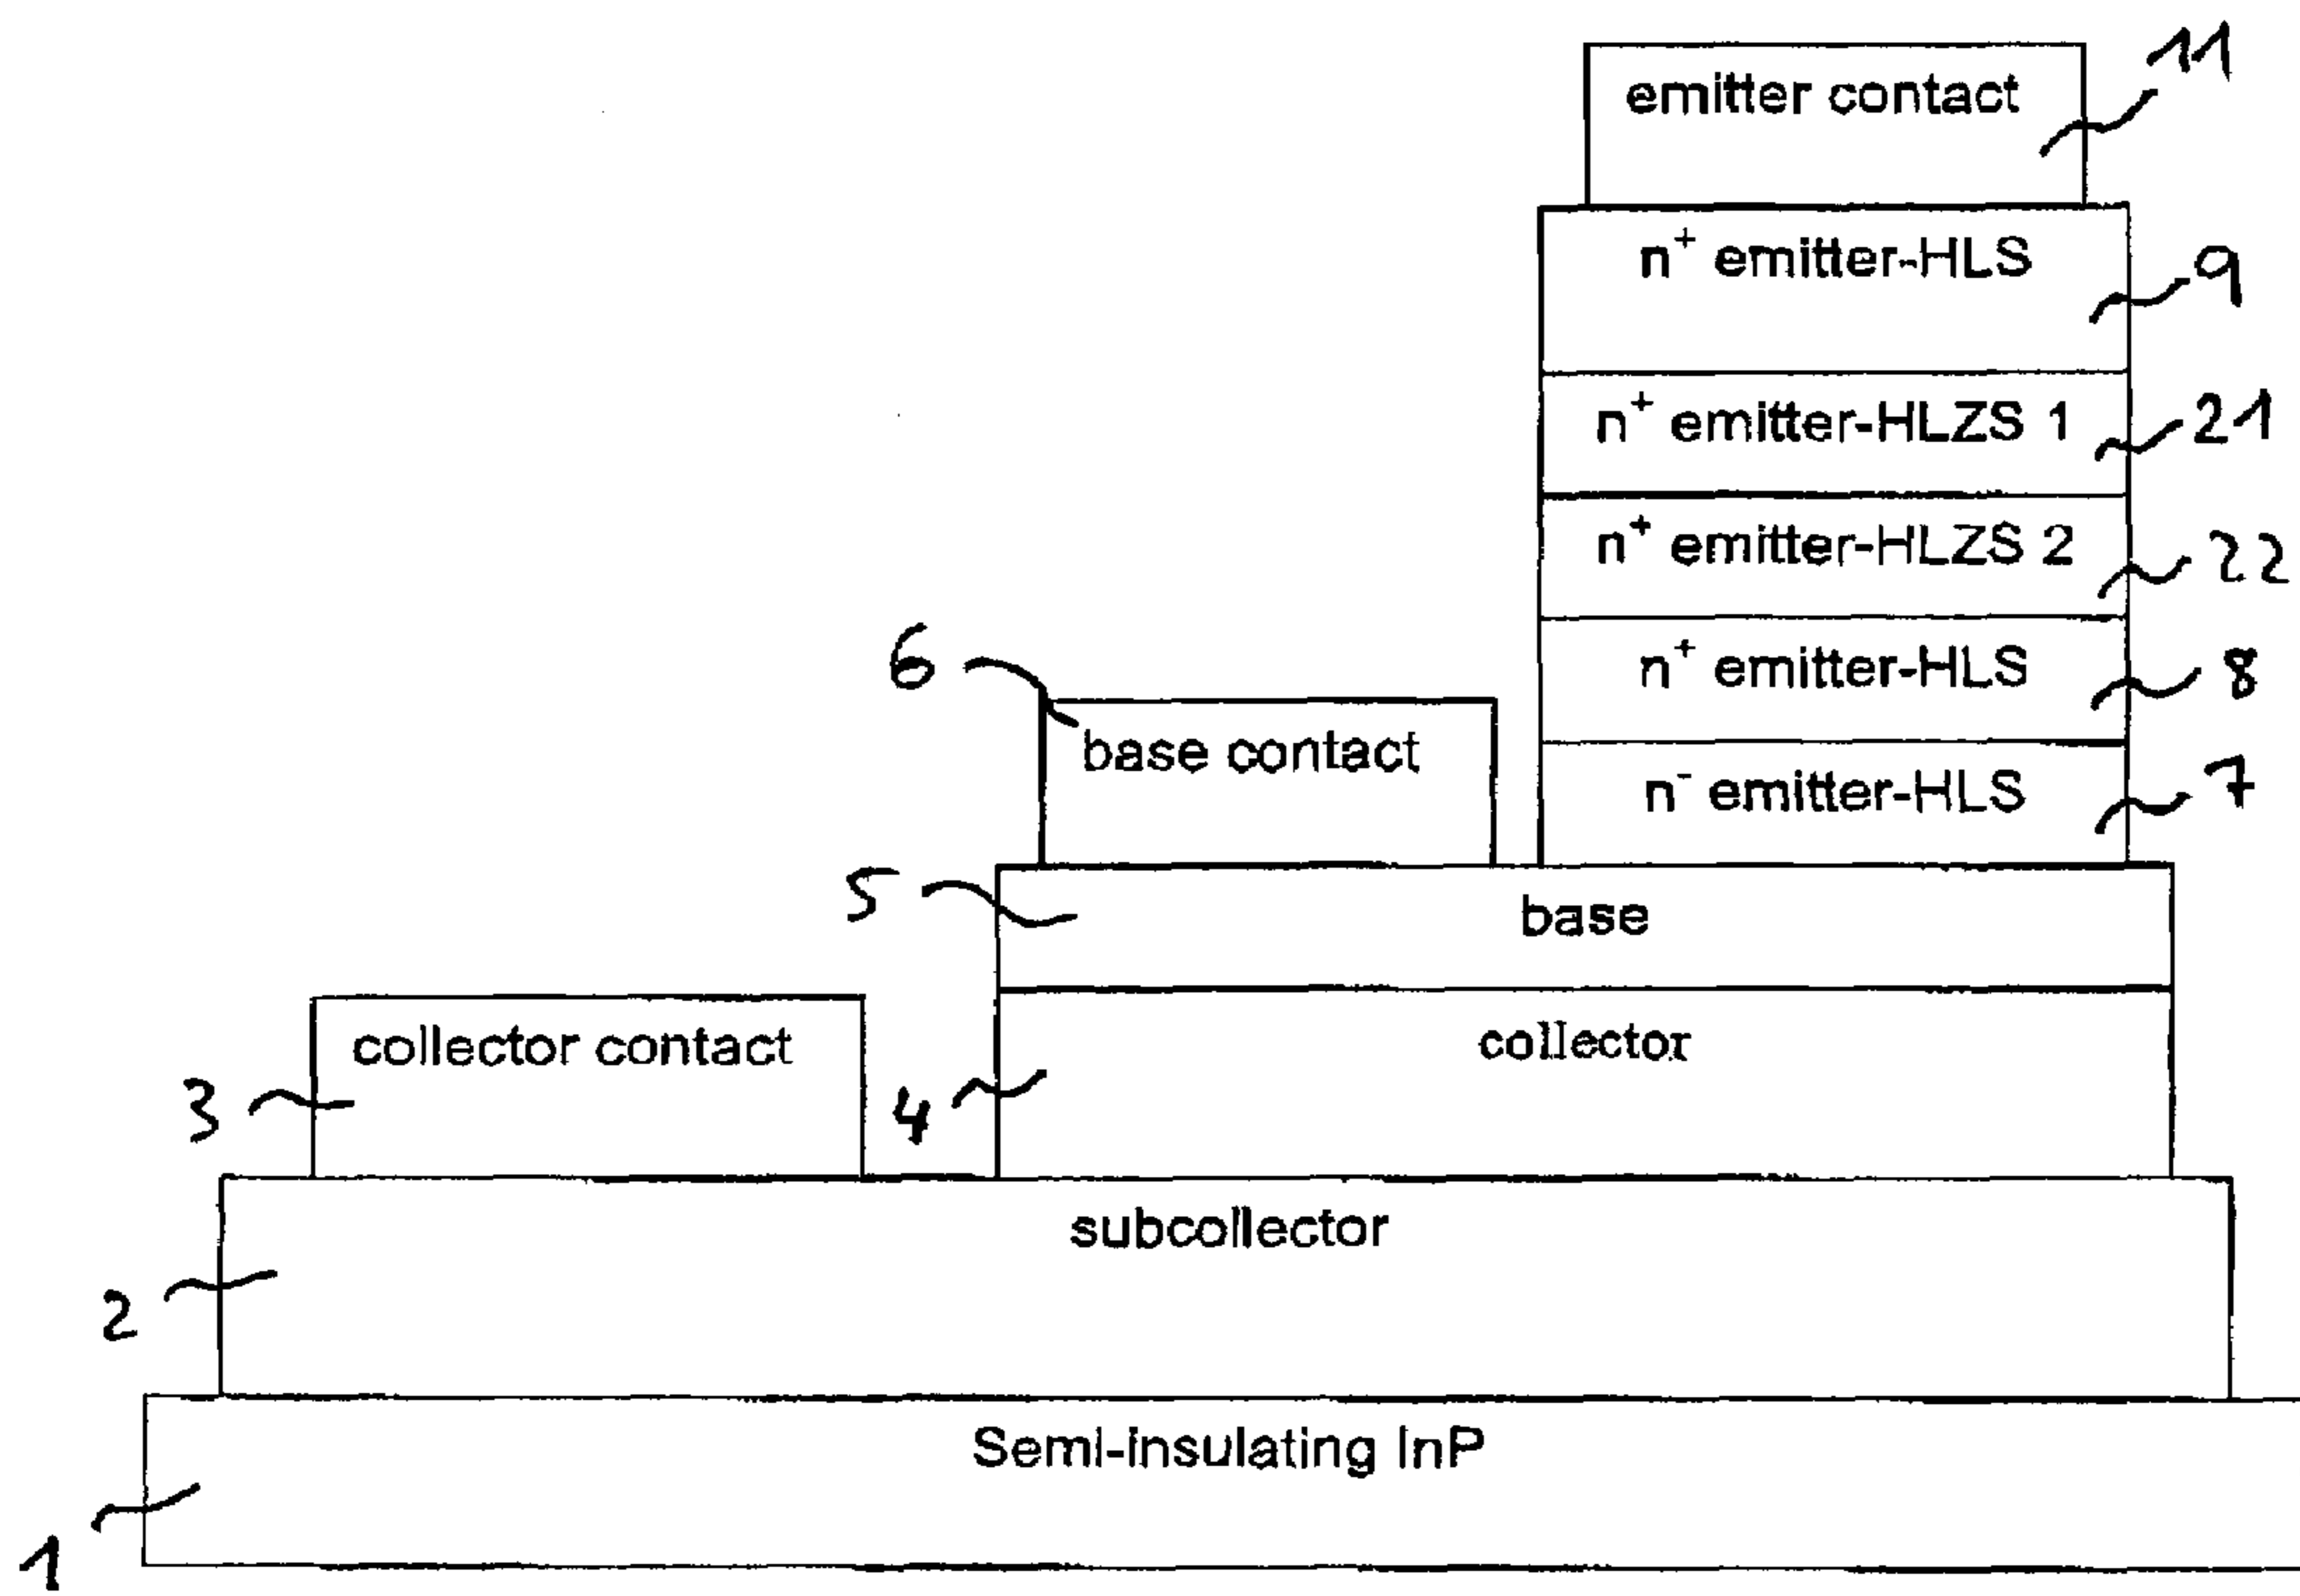 11
emitter contact
n⁺ emitter-HLS
9
n⁺ emitter-HLZS 1
21
n⁺ emitter-HLZS 2
22
6
n⁺ emitter-HLS
8
base contact
n⁻ emitter-HLS
7
5
base
collector contact
collector
3
4
subcollector
2
Semi-insulating InP
1